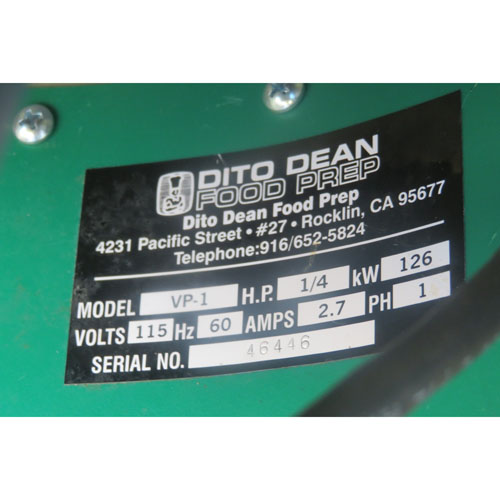 DITO DEAN
FOOD PREP
Dito Dean Food Prep
4231 Pacific Street • #27 • Rocklin, CA 95677
Telephone:916/652-5824
MODEL VP-1 H.P. 1/4 kW 126
VOLTS 115 Hz 60 AMPS 2.7 PH 1
SERIAL NO. 46446